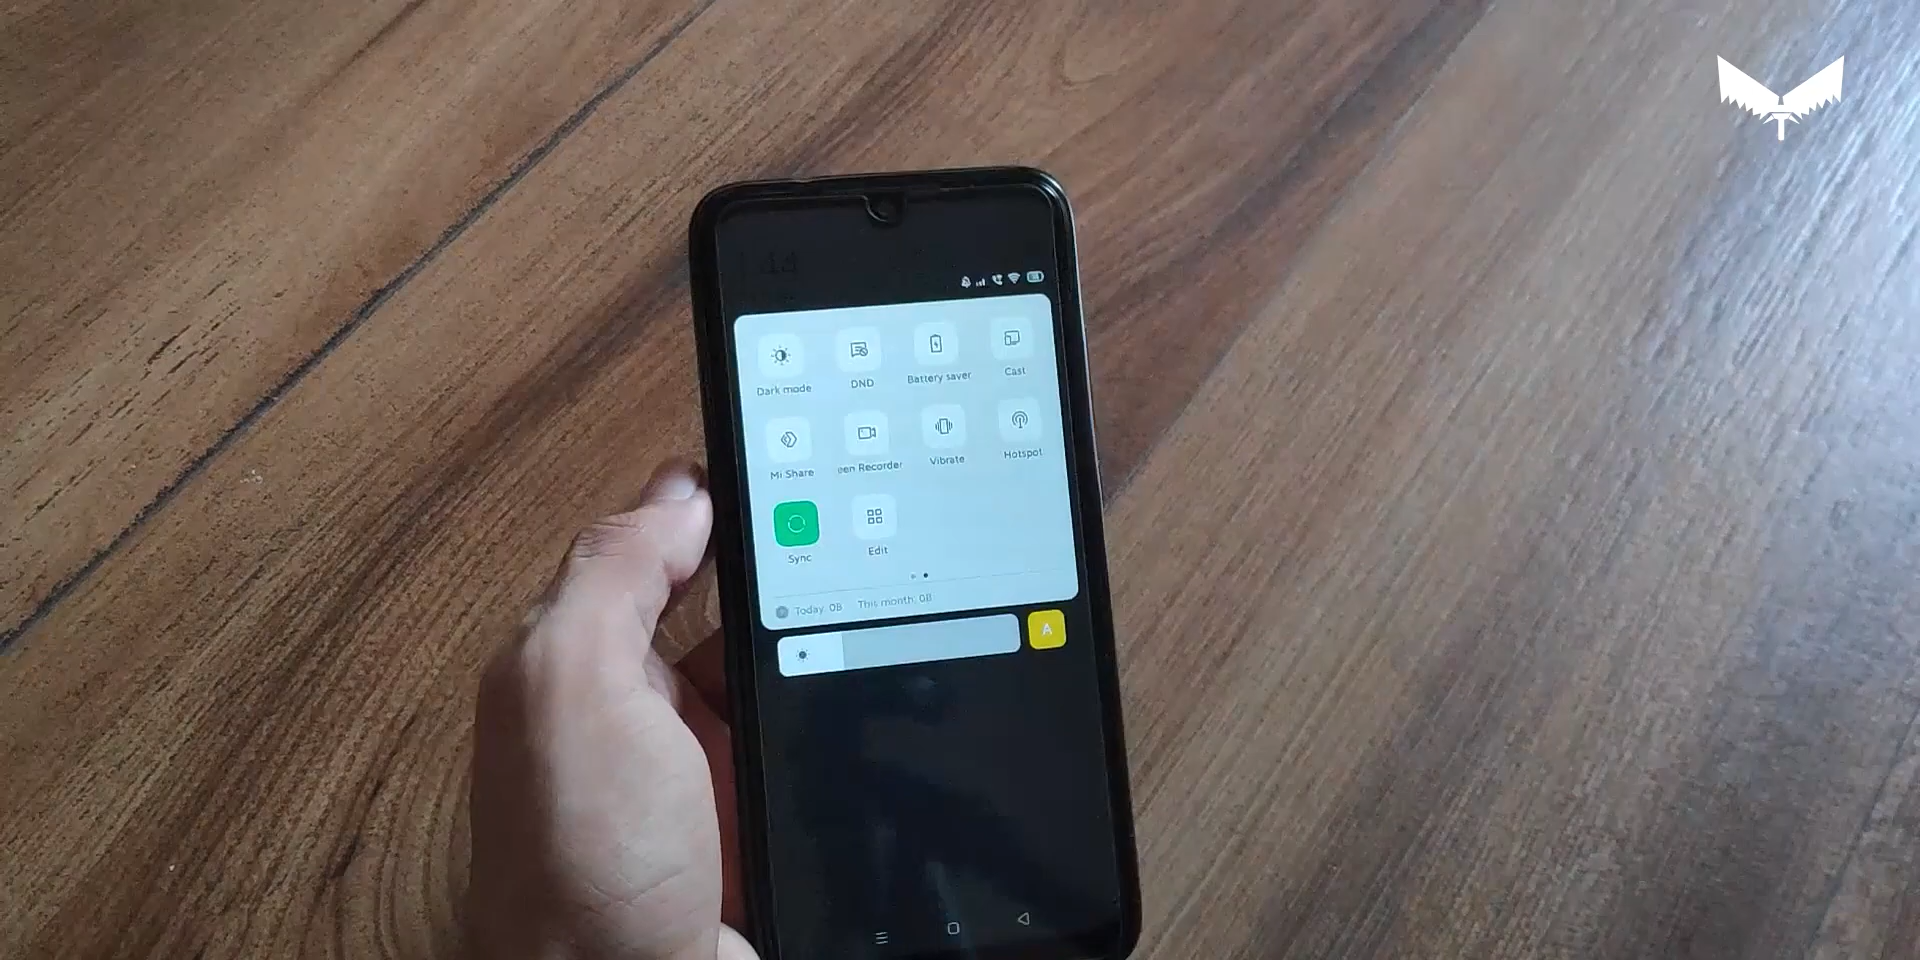 Dark mode DND Battery saver Cast
Mi Share een Recorder Vibrate Hotspot
Sync Edit
Today: 0B This month: 0B
A